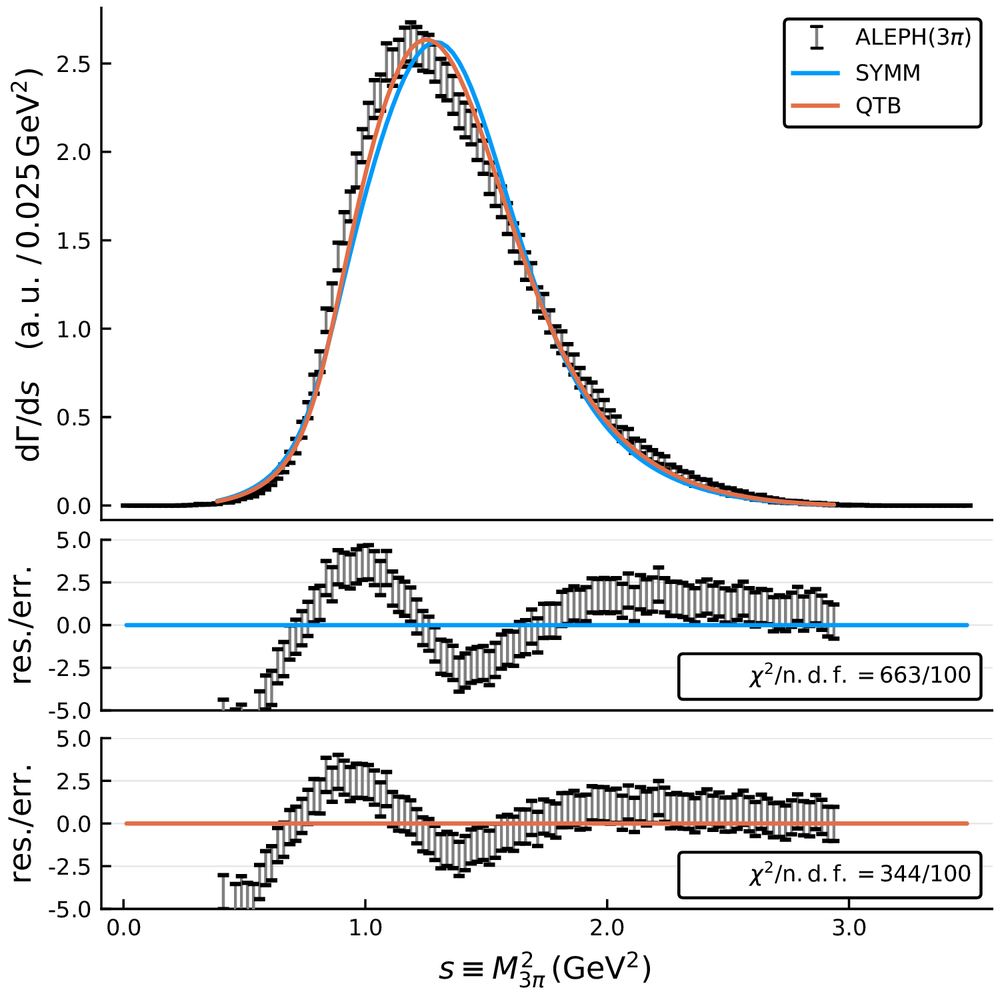 ALEPH(3π)
SYMM
QTB
dΓ/ds (a. u. / 0.025 GeV²)
2.5
2.0
1.5
1.0
0.5
0.0
res./err.
5.0
2.5
0.0
-2.5
-5.0
χ²/n. d. f. = 663/100
res./err.
5.0
2.5
0.0
-2.5
-5.0
χ²/n. d. f. = 344/100
0.0 1.0 2.0 3.0
s ≡ M²₃π (GeV²)